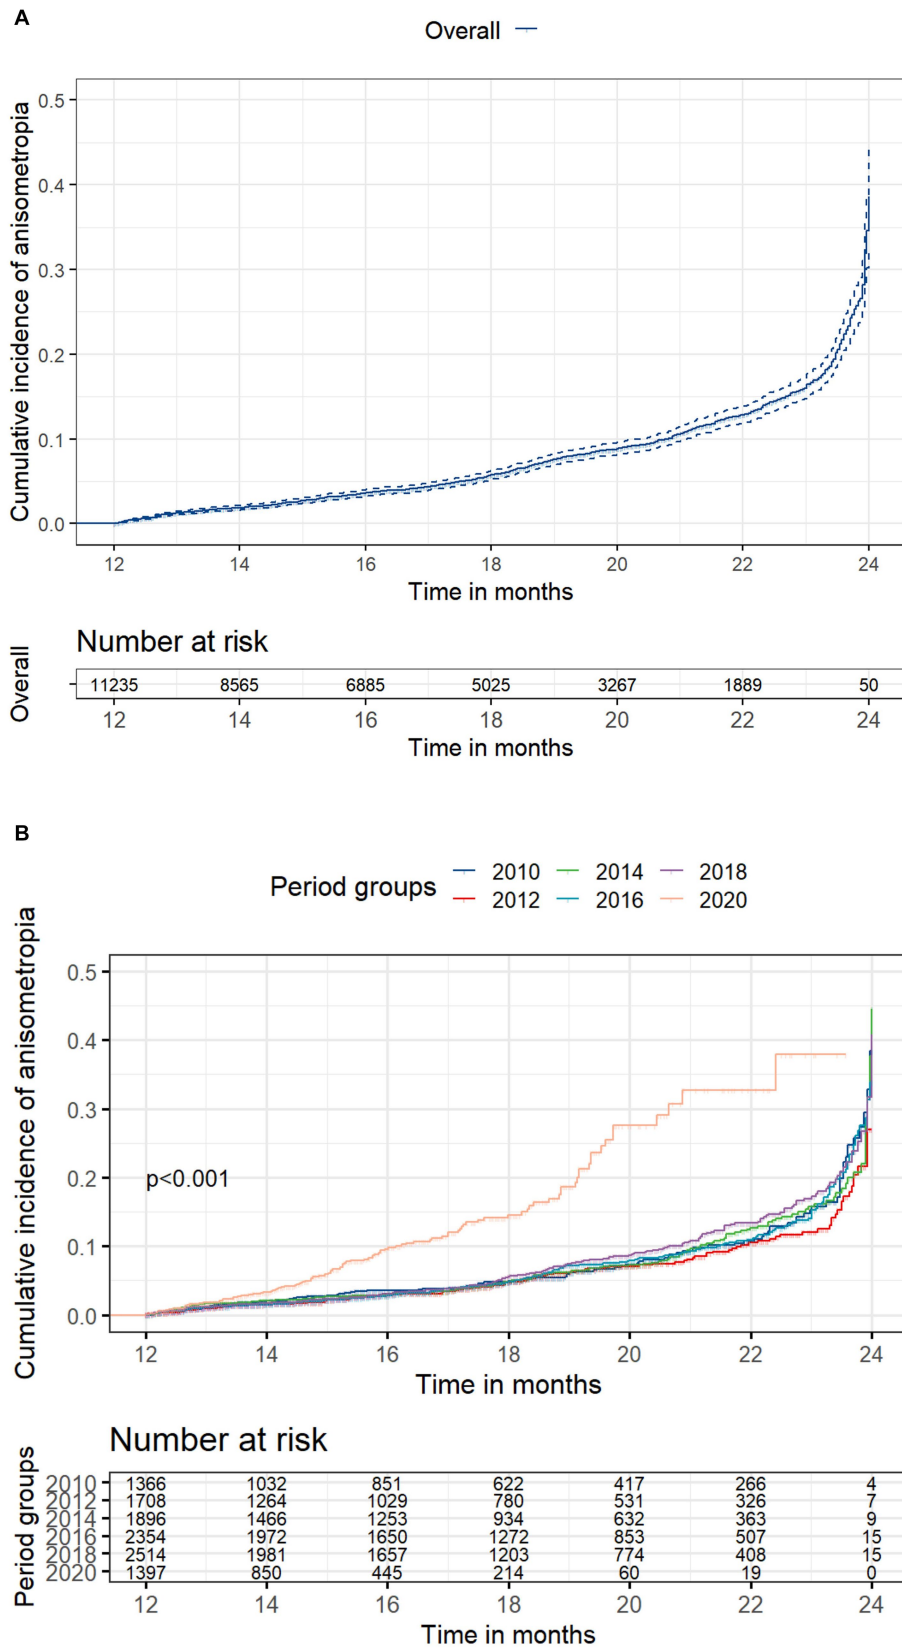 A
Overall
Cumulative incidence of anisometropia
0.5
0.4
0.3
0.2
0.1
0.0
12 14 16 18 20 22 24
Time in months
Number at risk
Overall
11235 8565 6885 5025 3267 1889 50
12 14 16 18 20 22 24
Time in months
B
Period groups
2010 2014 2018
2012 2016 2020
Cumulative incidence of anisometropia
0.5
0.4
0.3
0.2
0.1
0.0
p<0.001
12 14 16 18 20 22 24
Time in months
Number at risk
Period groups
2010 1366 1032 851 622 417 266 4
2012 1708 1264 1029 780 531 326 7
2014 1896 1466 1253 934 632 363 9
2016 2354 1972 1650 1272 853 507 15
2018 2514 1981 1657 1203 774 408 15
2020 1397 850 445 214 60 19 0
12 14 16 18 20 22 24
Time in months